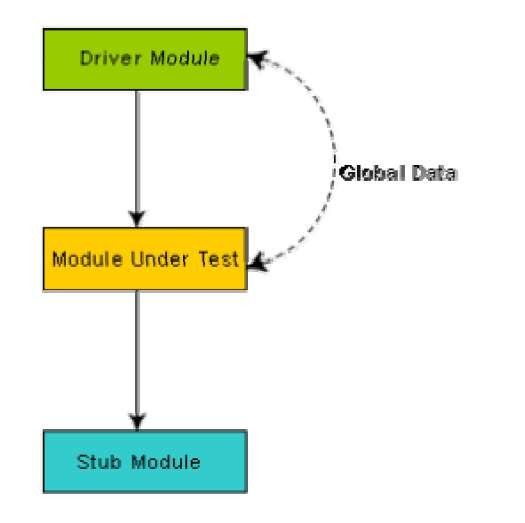 Driver Module
Global Data
Module Under Test
Stub Module